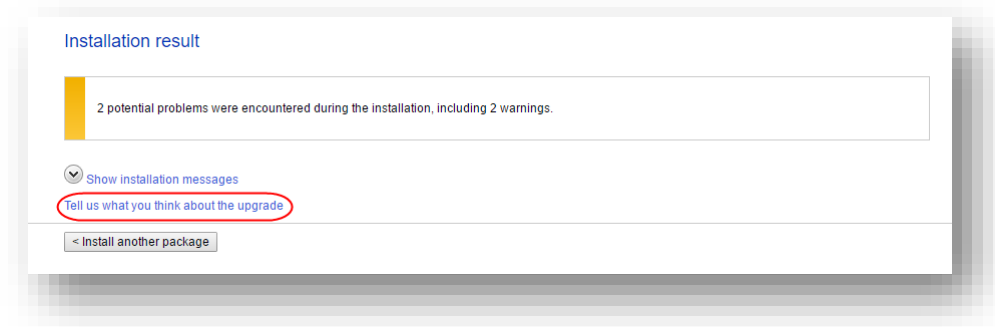 Installation result
2 potential problems were encountered during the installation, including 2 warnings.
Show installation messages
Tell us what you think about the upgrade
< Install another package